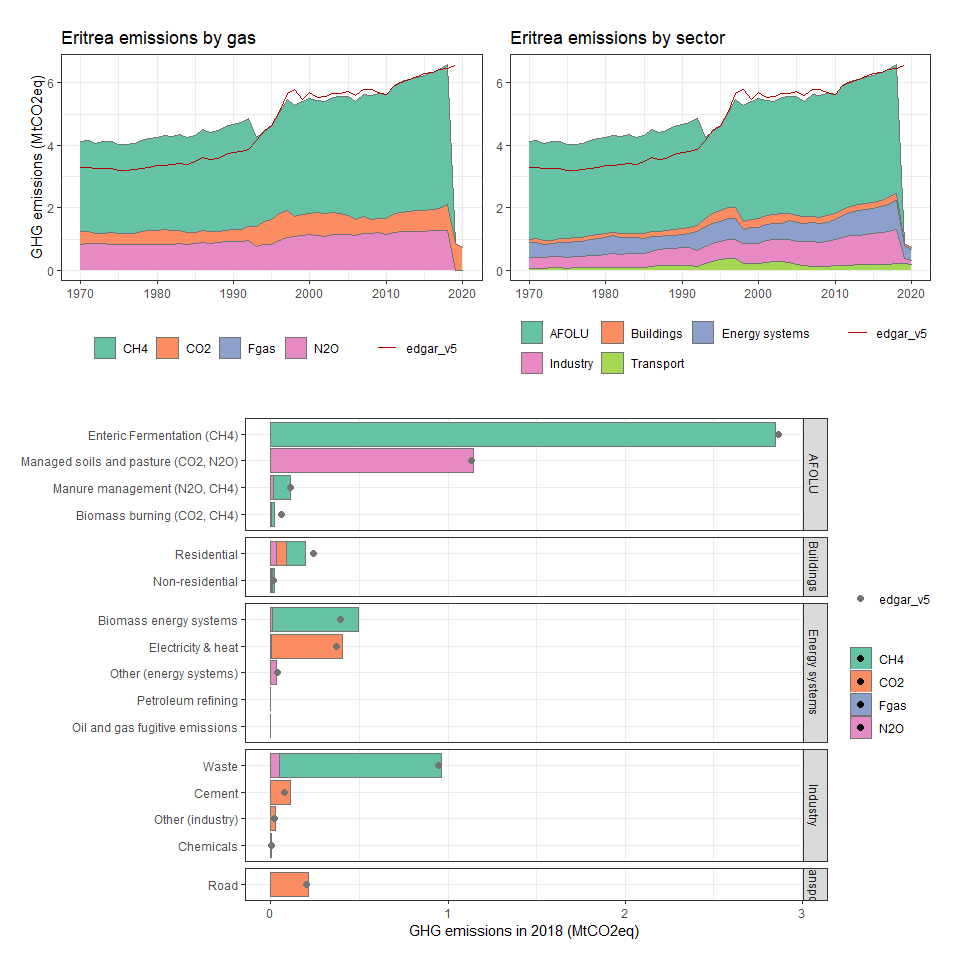 Eritrea emissions by gas
GHG emissions (MtCO2eq)
6
4
2
0
1970 1980 1990 2000 2010 2020
CH4 CO2 Fgas N2O edgar_v5
Eritrea emissions by sector
6
4
2
0
1970 1980 1990 2000 2010 2020
AFOLU Buildings Energy systems edgar_v5
Industry Transport
Enteric Fermentation (CH4)
Managed soils and pasture (CO2, N2O)
Manure management (N2O, CH4)
Biomass burning (CO2, CH4)
AFOLU
Residential
Non-residential
Buildings
Biomass energy systems
Electricity & heat
Other (energy systems)
Petroleum refining
Oil and gas fugitive emissions
Energy systems
Waste
Cement
Other (industry)
Chemicals
Industry
Road
anspo
0 1 2 3
GHG emissions in 2018 (MtCO2eq)
edgar_v5
CH4
CO2
Fgas
N2O